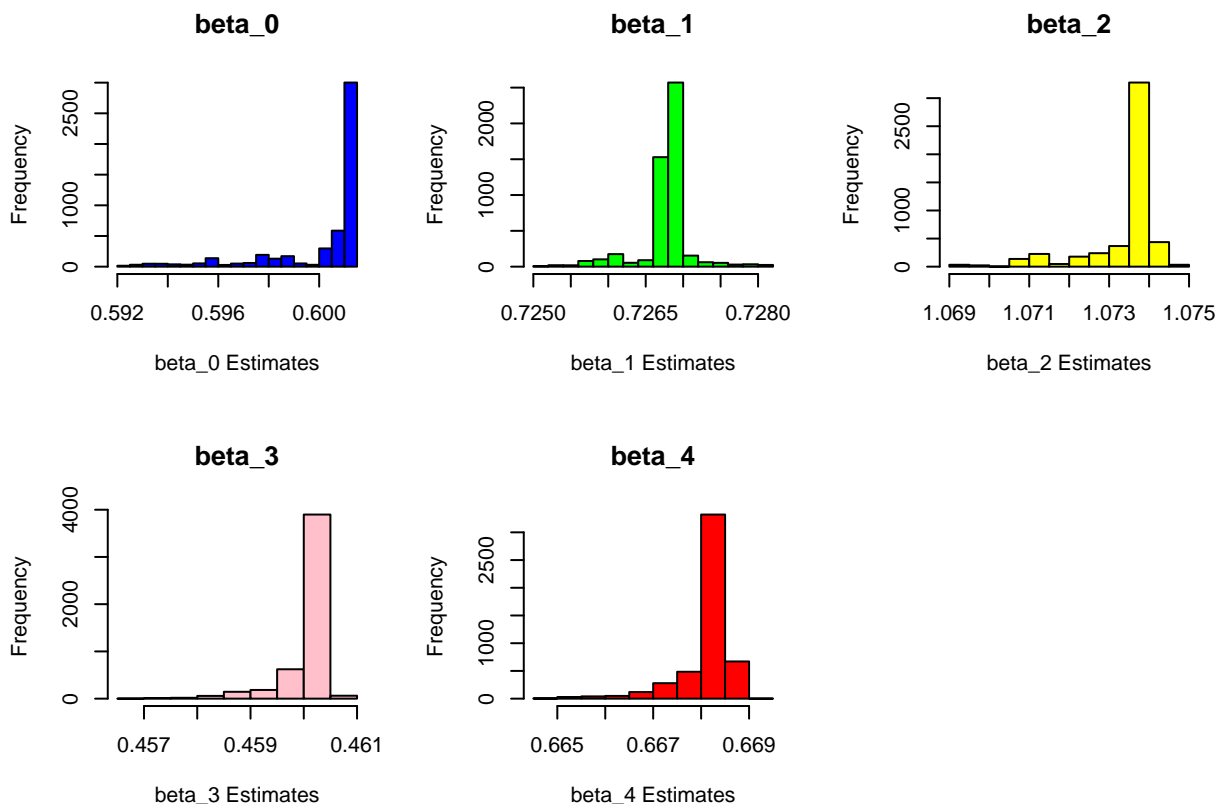 beta_0
Frequency
0 1000 2500
0.592 0.596 0.600
beta_0 Estimates
beta_1
Frequency
0 1000 2000
0.7250 0.7265 0.7280
beta_1 Estimates
beta_2
Frequency
0 1000 2500
1.069 1.071 1.073 1.075
beta_2 Estimates
beta_3
Frequency
0 2000 4000
0.457 0.459 0.461
beta_3 Estimates
beta_4
Frequency
0 1000 2500
0.665 0.667 0.669
beta_4 Estimates